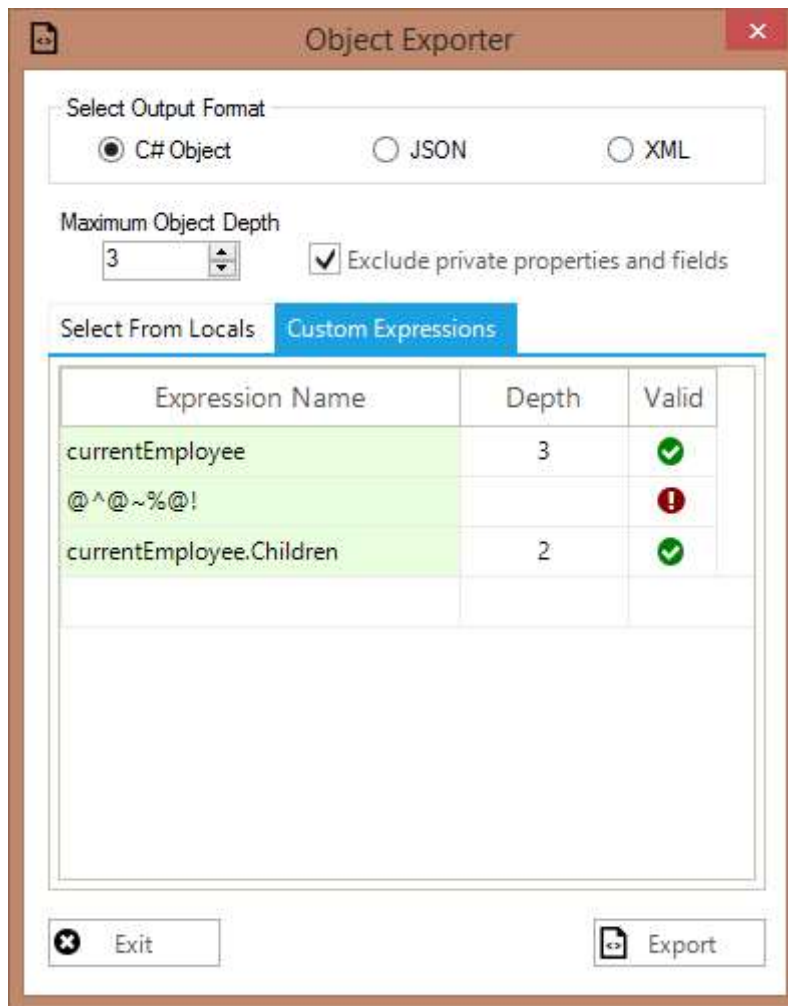 Object Exporter
Select Output Format
C# Object JSON XML
Maximum Object Depth
3 Exclude private properties and fields
Select From Locals Custom Expressions
Expression Name Depth Valid
currentEmployee 3
@^@~%@!
currentEmployee.Children 2
Exit Export